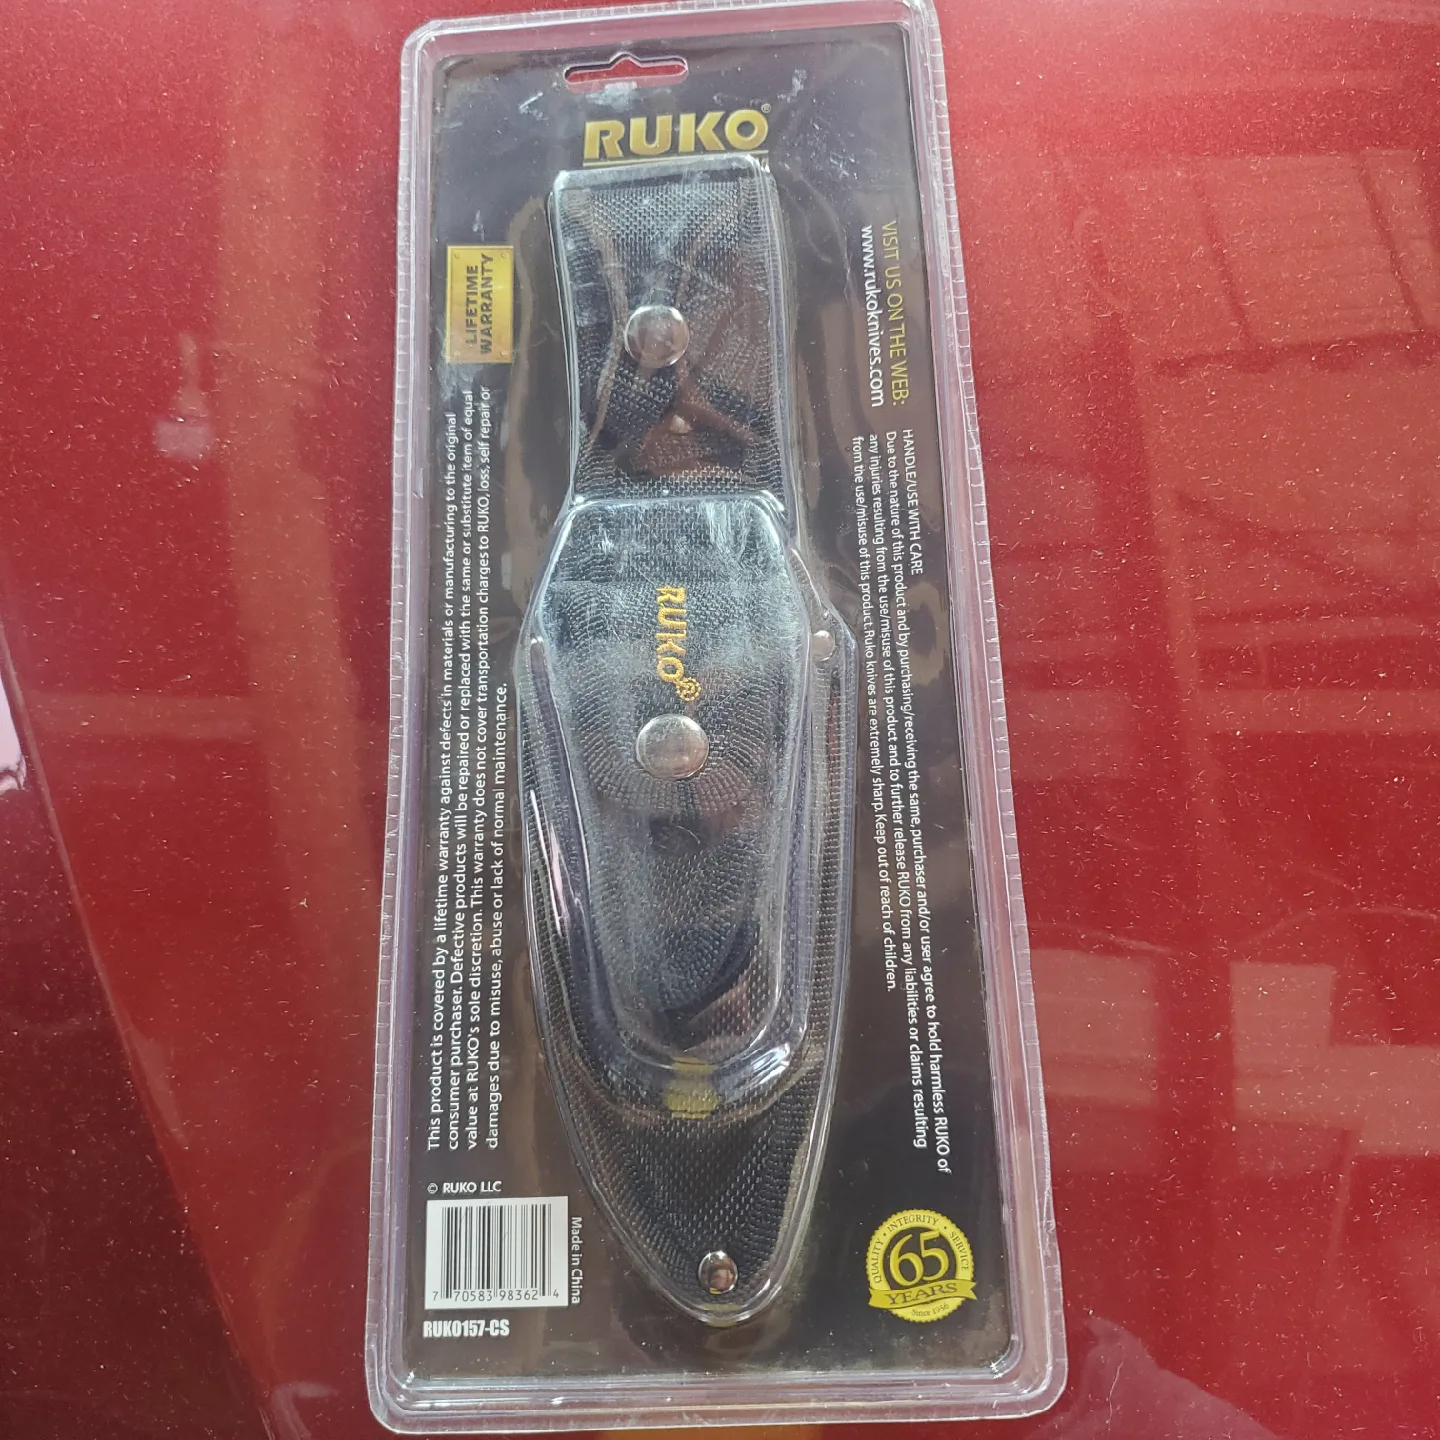 RUKO®
LIFETIME
WARRANTY
This product is covered by a lifetime warranty against defects in materials or manufacturing to the original
consumer purchaser. Defective products will be repaired or replaced with the same or substitute item of equal
value at RUKO's sole discretion. This warranty does not cover transportation charges to RUKO, loss, self repair or
damages due to misuse, abuse or lack of normal maintenance.
VISIT US ON THE WEB:
www.rukoknives.com
HANDLE/USE WITH CARE
Due to the nature of this product and by purchasing/receiving the same, purchaser and/or user agree to hold harmless RUKO of
any injuries resulting from the use/misuse of this product and to further release RUKO from any liabilities or claims resulting
from the use/misuse of this product. Ruko knives are extremely sharp. Keep out of reach of children.
RUKO®
© RUKO LLC
Made in China
7 70583 98362 4
RUK0157-CS
QUALITY • INTEGRITY • SERVICE
65
YEARS
Since 1956